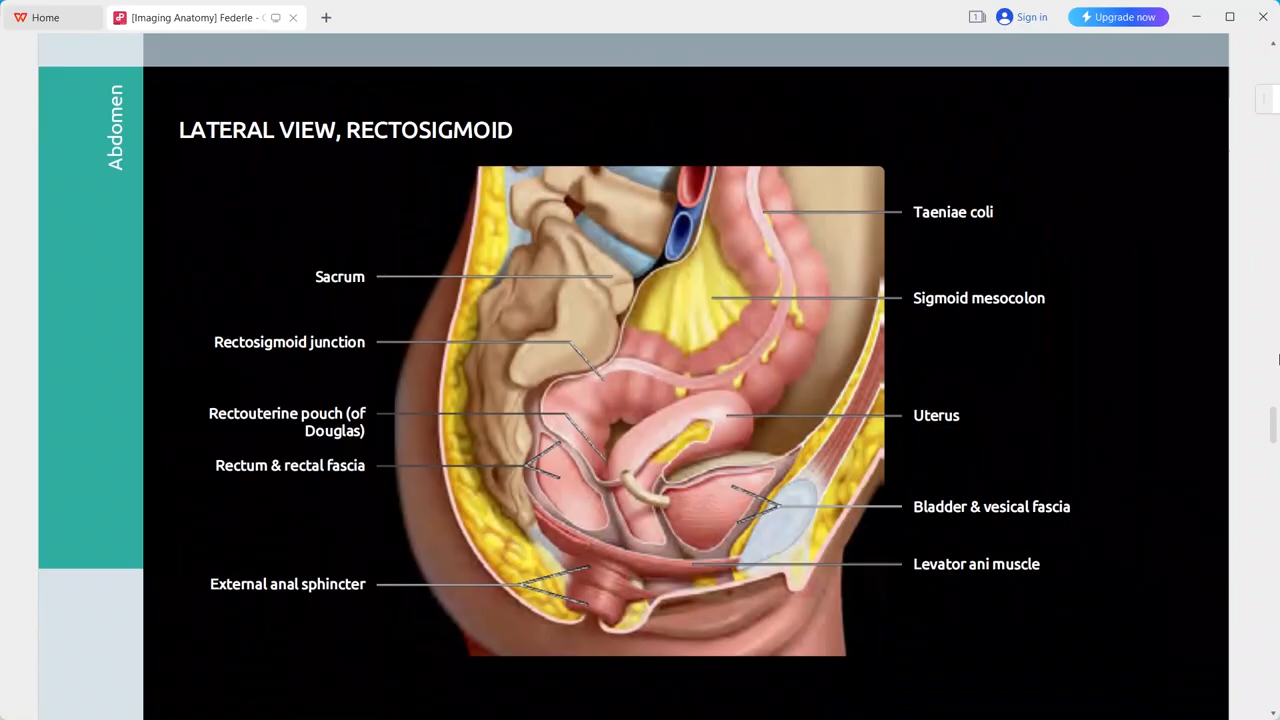 Home
[Imaging Anatomy] Federle -
1
Sign in
Upgrade now
Abdomen
LATERAL VIEW, RECTOSIGMOID
Taeniae coli
Sacrum
Sigmoid mesocolon
Rectosigmoid junction
Rectouterine pouch (of
Douglas)
Uterus
Rectum & rectal fascia
Bladder & vesical fascia
Levator ani muscle
External anal sphincter